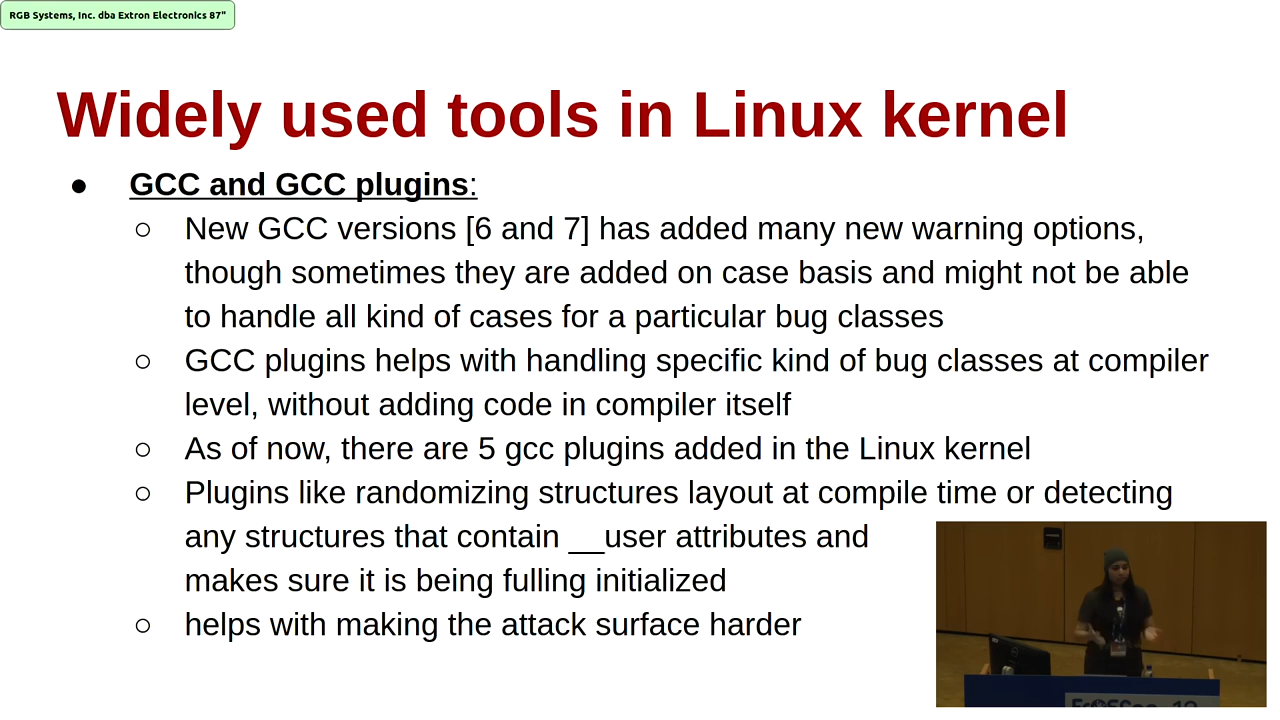 RGB Systems, Inc. dba Extron Electronics 87"
Widely used tools in Linux kernel
● GCC and GCC plugins:
○ New GCC versions [6 and 7] has added many new warning options,
though sometimes they are added on case basis and might not be able
to handle all kind of cases for a particular bug classes
○ GCC plugins helps with handling specific kind of bug classes at compiler
level, without adding code in compiler itself
○ As of now, there are 5 gcc plugins added in the Linux kernel
○ Plugins like randomizing structures layout at compile time or detecting
any structures that contain __user attributes and
makes sure it is being fulling initialized
○ helps with making the attack surface harder